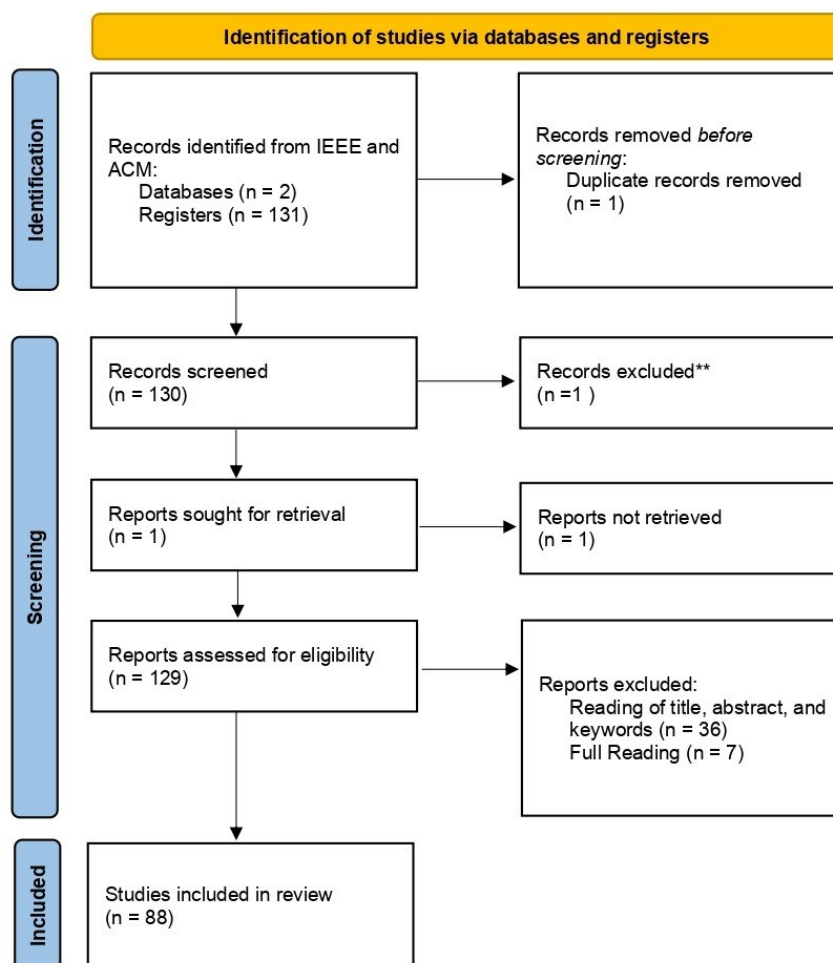 Identification of studies via databases and registers
Identification
Records identified from IEEE and
ACM:
Databases (n = 2)
Registers (n = 131)
Records removed before
screening:
Duplicate records removed
(n = 1)
Screening
Records screened
(n = 130)
Records excluded**
(n =1 )
Reports sought for retrieval
(n = 1)
Reports not retrieved
(n = 1)
Reports assessed for eligibility
(n = 129)
Reports excluded:
Reading of title, abstract, and
keywords (n = 36)
Full Reading (n = 7)
Included
Studies included in review
(n = 88)